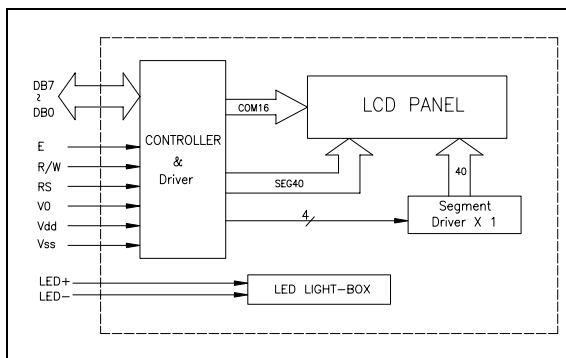 DB7
~
DB0
E
R/W
RS
V0
Vdd
Vss
LED+
LED-
CONTROLLER
&
Driver
COM16
SEG40
4
LCD PANEL
40
Segment
Driver X 1
LED LIGHT-BOX